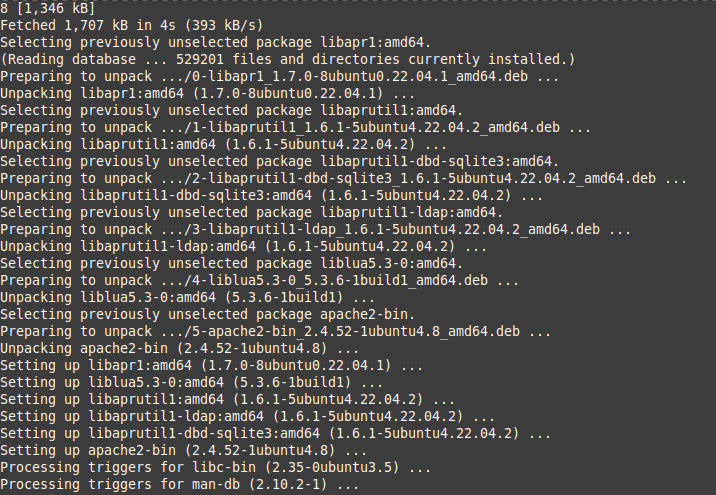 8 [1,346 kB]
Fetched 1,707 kB in 4s (393 kB/s)
Selecting previously unselected package libapr1:amd64.
(Reading database ... 529201 files and directories currently installed.)
Preparing to unpack .../0-libapr1_1.7.0-8ubuntu0.22.04.1_amd64.deb ...
Unpacking libapr1:amd64 (1.7.0-8ubuntu0.22.04.1) ...
Selecting previously unselected package libaprutil1:amd64.
Preparing to unpack .../1-libaprutil1_1.6.1-5ubuntu4.22.04.2_amd64.deb ...
Unpacking libaprutil1:amd64 (1.6.1-5ubuntu4.22.04.2) ...
Selecting previously unselected package libaprutil1-dbd-sqlite3:amd64.
Preparing to unpack .../2-libaprutil1-dbd-sqlite3_1.6.1-5ubuntu4.22.04.2_amd64.deb ...
Unpacking libaprutil1-dbd-sqlite3:amd64 (1.6.1-5ubuntu4.22.04.2) ...
Selecting previously unselected package libaprutil1-ldap:amd64.
Preparing to unpack .../3-libaprutil1-ldap_1.6.1-5ubuntu4.22.04.2_amd64.deb ...
Unpacking libaprutil1-ldap:amd64 (1.6.1-5ubuntu4.22.04.2) ...
Selecting previously unselected package liblua5.3-0:amd64.
Preparing to unpack .../4-liblua5.3-0_5.3.6-1build1_amd64.deb ...
Unpacking liblua5.3-0:amd64 (5.3.6-1build1) ...
Selecting previously unselected package apache2-bin.
Preparing to unpack .../5-apache2-bin_2.4.52-1ubuntu4.8_amd64.deb ...
Unpacking apache2-bin (2.4.52-1ubuntu4.8) ...
Setting up libapr1:amd64 (1.7.0-8ubuntu0.22.04.1) ...
Setting up liblua5.3-0:amd64 (5.3.6-1build1) ...
Setting up libaprutil1:amd64 (1.6.1-5ubuntu4.22.04.2) ...
Setting up libaprutil1-ldap:amd64 (1.6.1-5ubuntu4.22.04.2) ...
Setting up libaprutil1-dbd-sqlite3:amd64 (1.6.1-5ubuntu4.22.04.2) ...
Setting up apache2-bin (2.4.52-1ubuntu4.8) ...
Processing triggers for libc-bin (2.35-0ubuntu3.5) ...
Processing triggers for man-db (2.10.2-1) ...